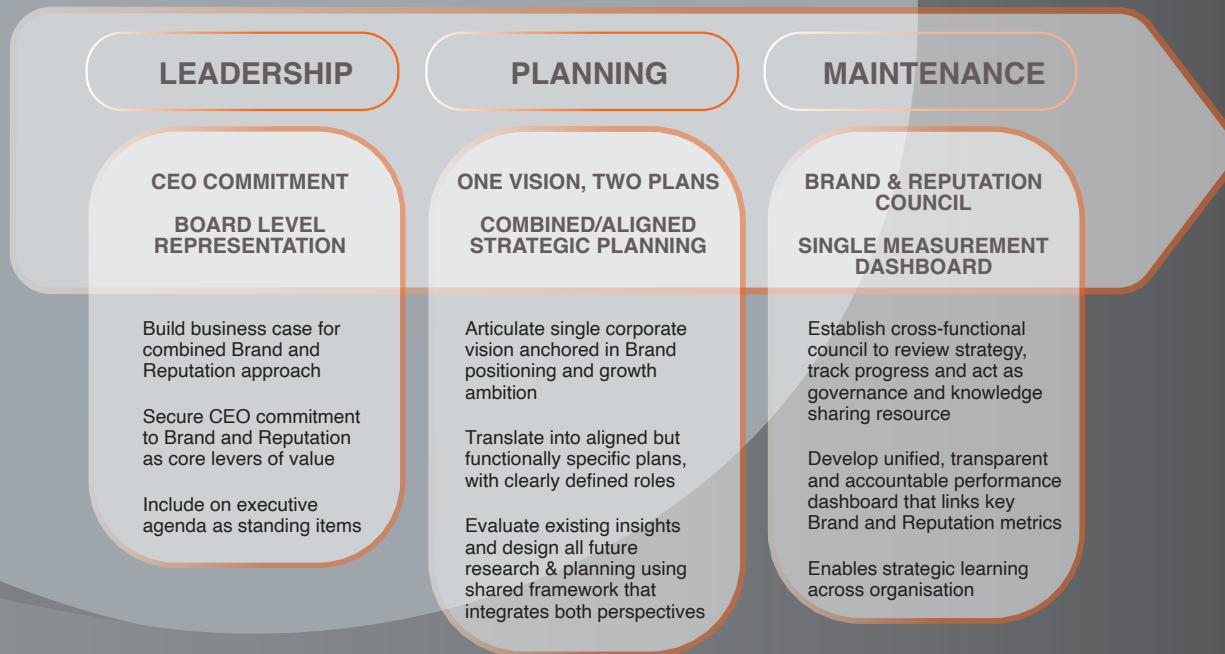 LEADERSHIP
CEO COMMITMENT
BOARD LEVEL
REPRESENTATION
Build business case for
combined Brand and
Reputation approach
Secure CEO commitment
to Brand and Reputation
as core levers of value
Include on executive
agenda as standing items
PLANNING
ONE VISION, TWO PLANS
COMBINED/ALIGNED
STRATEGIC PLANNING
Articulate single corporate
vision anchored in Brand
positioning and growth
ambition
Translate into aligned but
functionally specific plans,
with clearly defined roles
Evaluate existing insights
and design all future
research & planning using
shared framework that
integrates both perspectives
MAINTENANCE
BRAND & REPUTATION
COUNCIL
SINGLE MEASUREMENT
DASHBOARD
Establish cross-functional
council to review strategy,
track progress and act as
governance and knowledge
sharing resource
Develop unified, transparent
and accountable performance
dashboard that links key
Brand and Reputation metrics
Enables strategic learning
across organisation